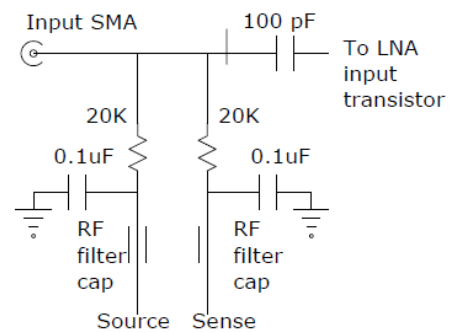 Input SMA
100 pF
To LNA
input
transistor
20K
20K
0.1uF
0.1uF
RF
filter
cap
RF
filter
cap
Source
Sense